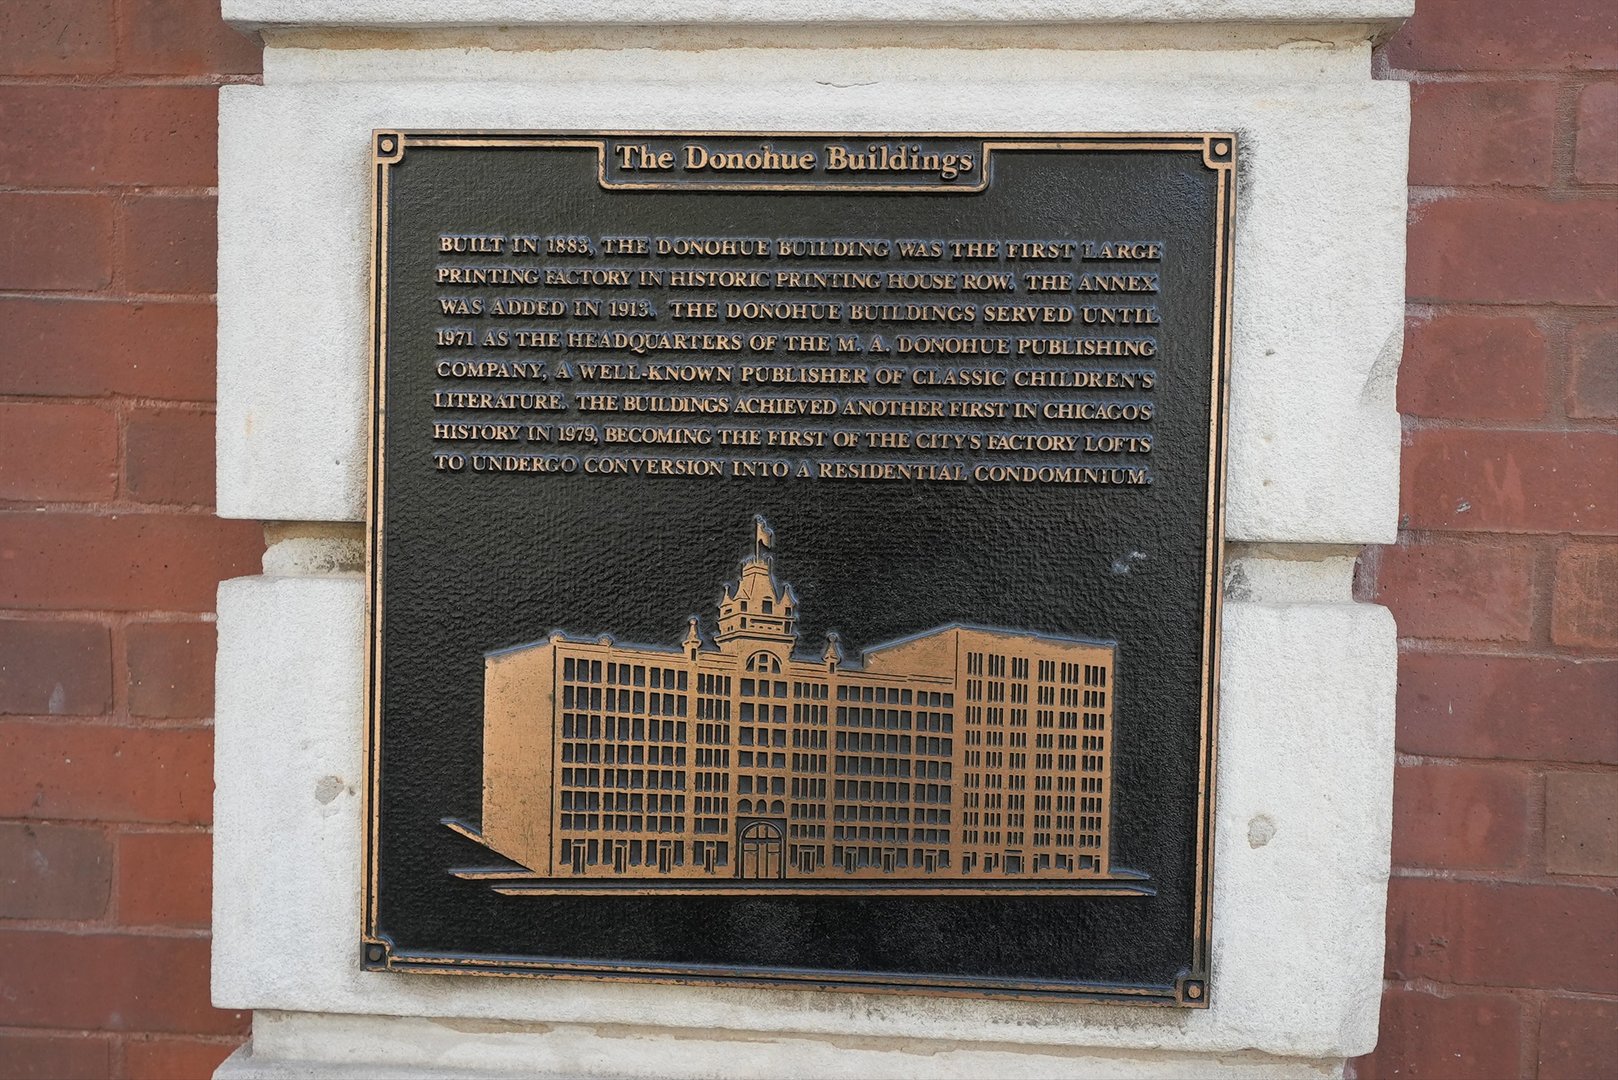 The Donohue Buildings
BUILT IN 1883, THE DONOHUE BUILDING WAS THE FIRST LARGE
PRINTING FACTORY IN HISTORIC PRINTING HOUSE ROW. THE ANNEX
WAS ADDED IN 1913. THE DONOHUE BUILDINGS SERVED UNTIL
1971 AS THE HEADQUARTERS OF THE M. A. DONOHUE PUBLISHING
COMPANY, A WELL-KNOWN PUBLISHER OF CLASSIC CHILDREN'S
LITERATURE. THE BUILDINGS ACHIEVED ANOTHER FIRST IN CHICAGO'S
HISTORY IN 1979, BECOMING THE FIRST OF THE CITY'S FACTORY LOFTS
TO UNDERGO CONVERSION INTO A RESIDENTIAL CONDOMINIUM.